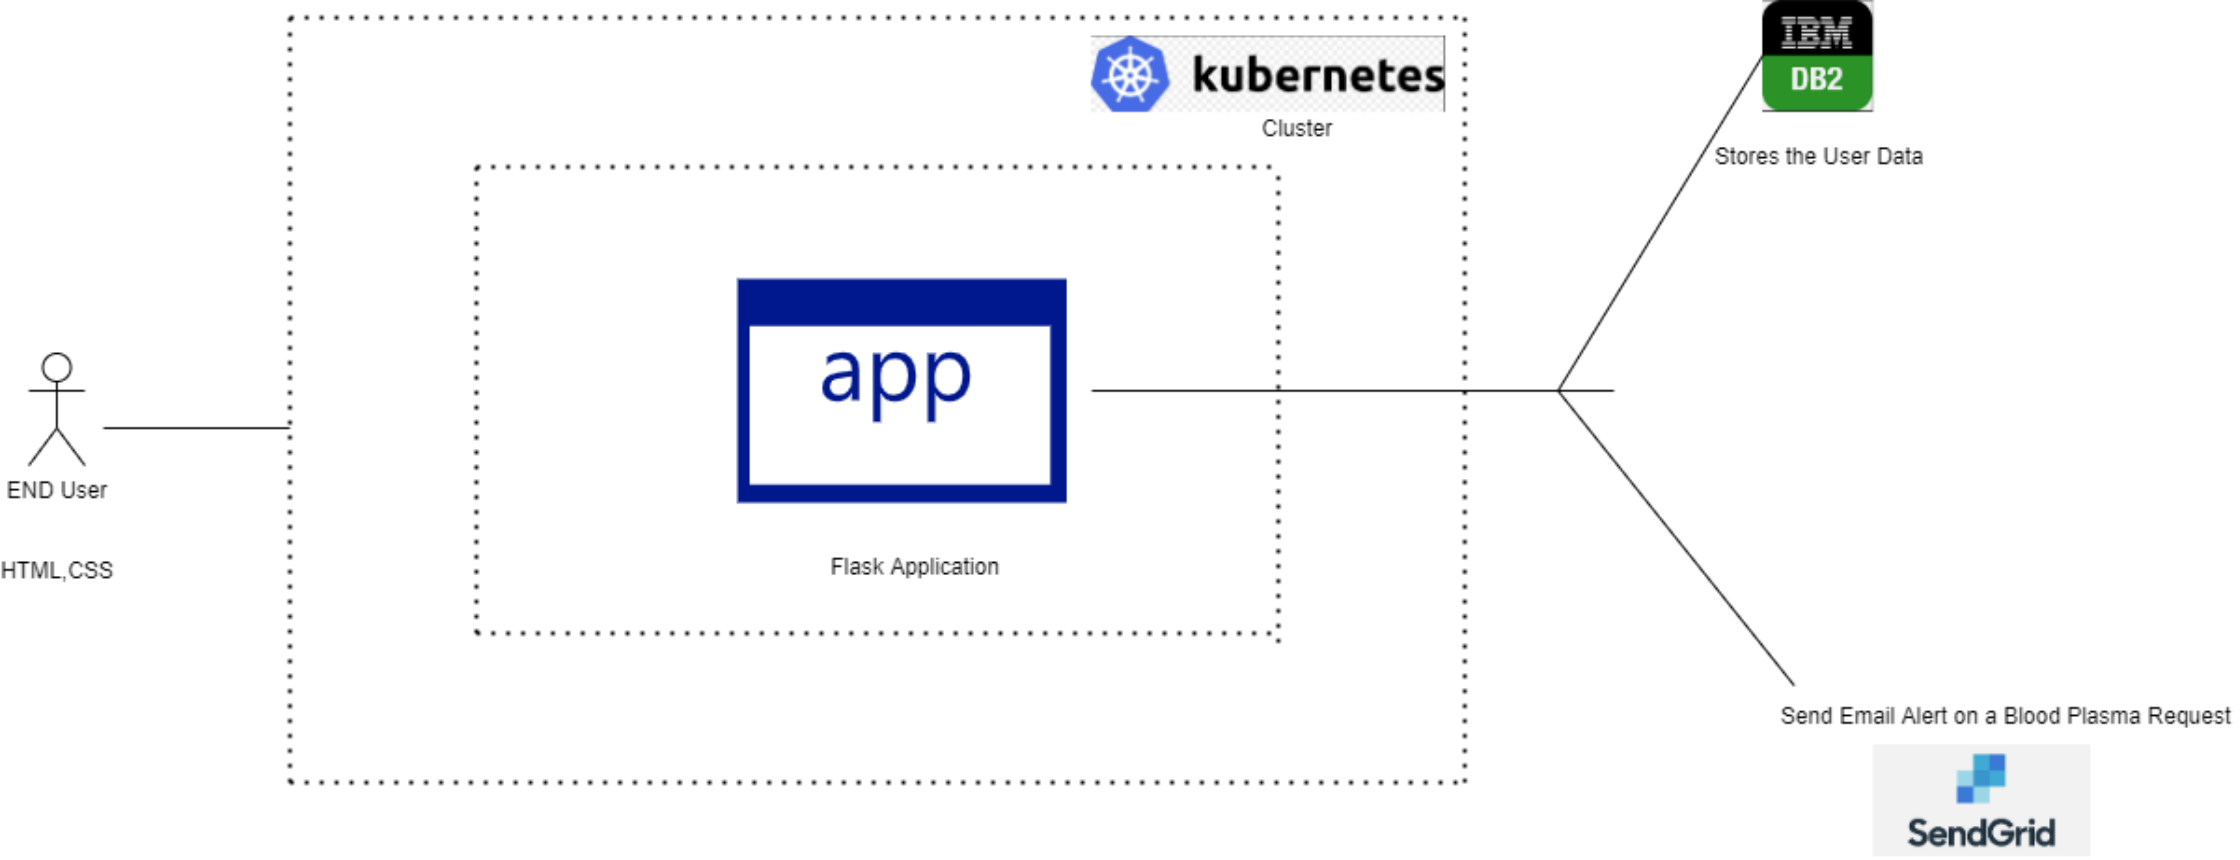 kubernetes
Cluster
IBM
DB2
Stores the User Data
app
Flask Application
END User
HTML,CSS
Send Email Alert on a Blood Plasma Request
SendGrid